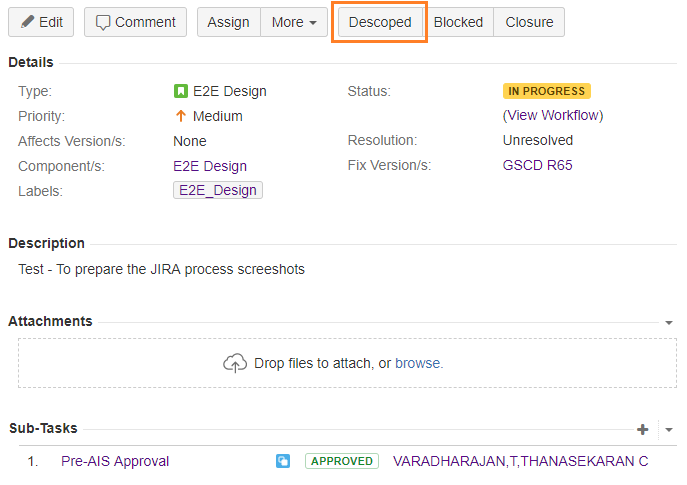 Edit Comment Assign More Descoped Blocked Closure
Details
Type: E2E Design Status: IN PROGRESS
Priority: Medium (View Workflow)
Affects Version/s: None Resolution: Unresolved
Component/s: E2E Design Fix Version/s: GSCD R65
Labels: E2E_Design
Description
Test - To prepare the JIRA process screeshots
Attachments
Drop files to attach, or browse.
Sub-Tasks
1. Pre-AIS Approval APPROVED VARADHARAJAN,T,THANASEKARAN C